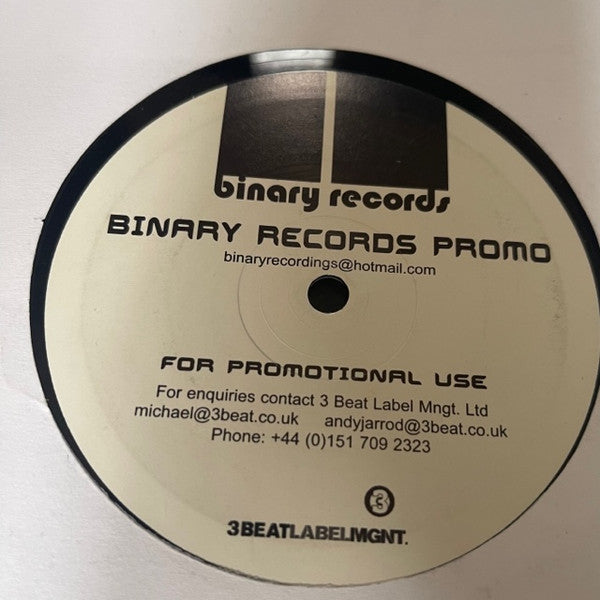 binary records
BINARY RECORDS PROMO
binaryrecordings@hotmail.com
FOR PROMOTIONAL USE
For enquiries contact 3 Beat Label Mngt. Ltd
michael@3beat.co.uk andyjarrod@3beat.co.uk
Phone: +44 (0)151 709 2323
3
3BEATLABELMGNT.